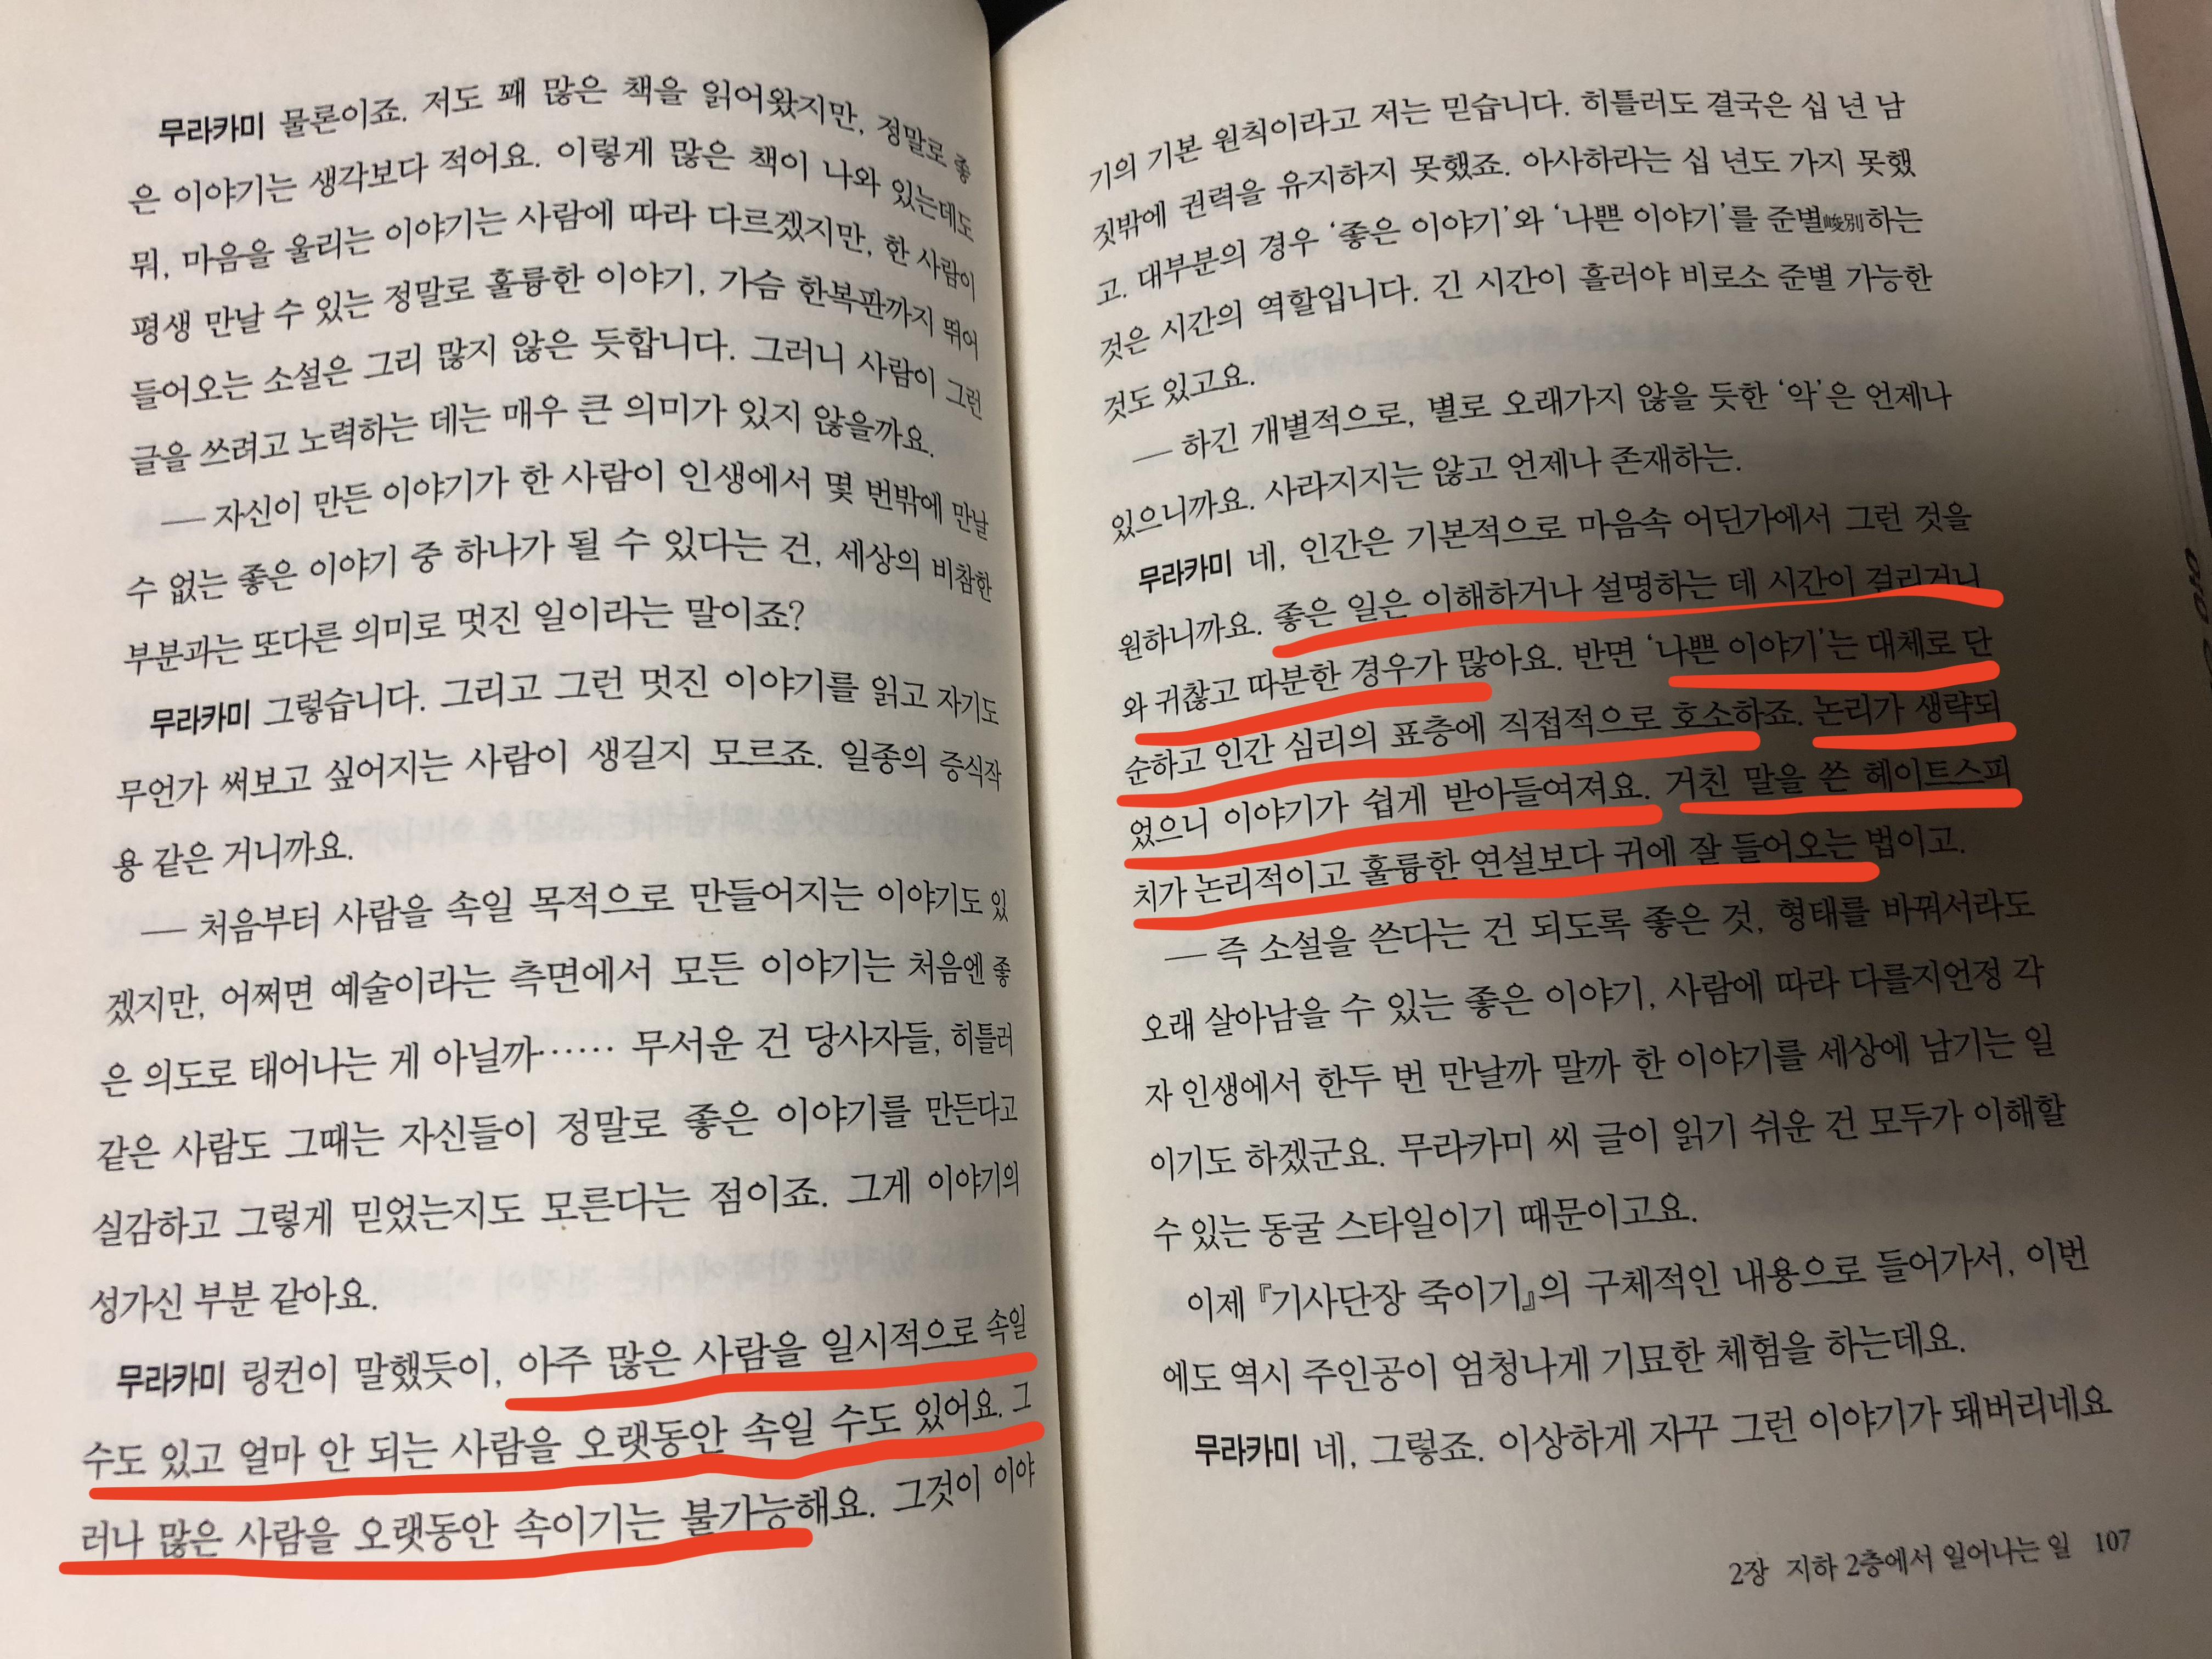 무라카미 물론이죠. 저도 꽤 많은 책을 읽어왔지만, 정말로 좋
은 이야기는 생각보다 적어요. 이렇게 많은 책이 나와 있는데도
뭐, 마음을 울리는 이야기는 사람에 따라 다르겠지만, 한 사람이
평생 만날 수 있는 정말로 훌륭한 이야기, 가슴 한복판까지 뛰어
들어오는 소설은 그리 많지 않은 듯합니다. 그러니 사람이 그런
글을 쓰려고 노력하는 데는 매우 큰 의미가 있지 않을까요.
— 자신이 만든 이야기가 한 사람이 인생에서 몇 번밖에 만날
수 없는 좋은 이야기 중 하나가 될 수 있다는 건, 세상의 비참한
부분과는 또다른 의미로 멋진 일이라는 말이죠?
무라카미 그렇습니다. 그리고 그런 멋진 이야기를 읽고 자기도
무언가 써보고 싶어지는 사람이 생길지 모르죠. 일종의 증식작
용 같은 거니까요.
— 처음부터 사람을 속일 목적으로 만들어지는 이야기도 있
겠지만, 어쩌면 예술이라는 측면에서 모든 이야기는 처음엔 좋
은 의도로 태어나는 게 아닐까…… 무서운 건 당사자들, 히틀러
같은 사람도 그때는 자신들이 정말로 좋은 이야기를 만든다고
실감하고 그렇게 믿었는지도 모른다는 점이죠. 그게 이야기의
성가신 부분 같아요.
무라카미 링컨이 말했듯이, 아주 많은 사람을 일시적으로 속일
수도 있고 얼마 안 되는 사람을 오랫동안 속일 수도 있어요. 그
러나 많은 사람을 오랫동안 속이기는 불가능해요. 그것이 이야
기의 기본 원칙이라고 저는 믿습니다. 히틀러도 결국은 십 년 남
짓밖에 권력을 유지하지 못했죠. 아사하라는 십 년도 가지 못했
고. 대부분의 경우 '좋은 이야기'와 '나쁜 이야기'를 준별峻別하는
것은 시간의 역할입니다. 긴 시간이 흘러야 비로소 준별 가능한
것도 있고요.
— 하긴 개별적으로, 별로 오래가지 않을 듯한 '악'은 언제나
있으니까요. 사라지지는 않고 언제나 존재하는.
무라카미 네, 인간은 기본적으로 마음속 어딘가에서 그런 것을
원하니까요. 좋은 일은 이해하거나 설명하는 데 시간이 걸리거니
와 귀찮고 따분한 경우가 많아요. 반면 '나쁜 이야기'는 대체로 단
순하고 인간 심리의 표층에 직접적으로 호소하죠. 논리가 생략되
었으니 이야기가 쉽게 받아들여져요. 거친 말을 쓴 헤이트스피
치가 논리적이고 훌륭한 연설보다 귀에 잘 들어오는 법이고.
— 즉 소설을 쓴다는 건 되도록 좋은 것, 형태를 바꿔서라도
오래 살아남을 수 있는 좋은 이야기, 사람에 따라 다를지언정 각
자 인생에서 한두 번 만날까 말까 한 이야기를 세상에 남기는 일
이기도 하겠군요. 무라카미 씨 글이 읽기 쉬운 건 모두가 이해할
수 있는 동굴 스타일이기 때문이고요.
이제 『기사단장 죽이기』의 구체적인 내용으로 들어가서, 이번
에도 역시 주인공이 엄청나게 기묘한 체험을 하는데요.
무라카미 네, 그렇죠. 이상하게 자꾸 그런 이야기가 돼버리네요
2장 지하 2층에서 일어나는 일 107